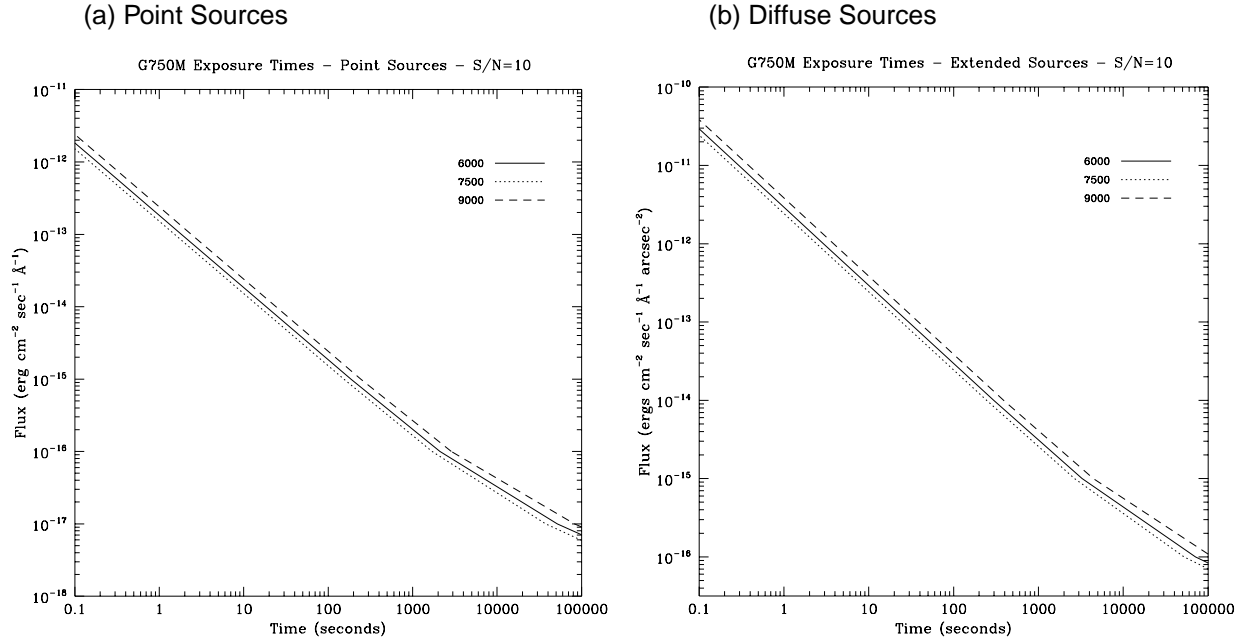 (a) Point Sources
G750M Exposure Times − Point Sources − S/N=10
6000
7500
9000
Flux (erg cm⁻² sec⁻¹ Å⁻¹)
10⁻¹¹
10⁻¹²
10⁻¹³
10⁻¹⁴
10⁻¹⁵
10⁻¹⁶
10⁻¹⁷
10⁻¹⁸
0.1 1 10 100 1000 10000 100000
Time (seconds)
(b) Diffuse Sources
G750M Exposure Times − Extended Sources − S/N=10
6000
7500
9000
Flux (ergs cm⁻² sec⁻¹ Å⁻¹ arcsec⁻²)
10⁻¹⁰
10⁻¹¹
10⁻¹²
10⁻¹³
10⁻¹⁴
10⁻¹⁵
10⁻¹⁶
0.1 1 10 100 1000 10000 100000
Time (seconds)